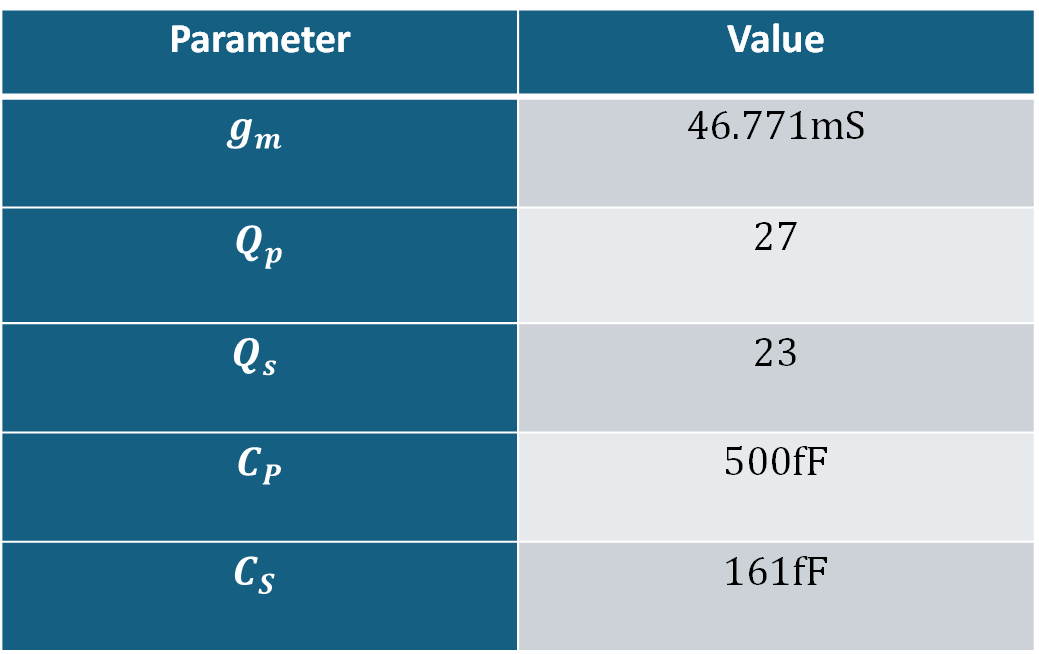 Parameter Value
g_m 46.771mS
Q_p 27
Q_s 23
C_P 500fF
C_S 161fF